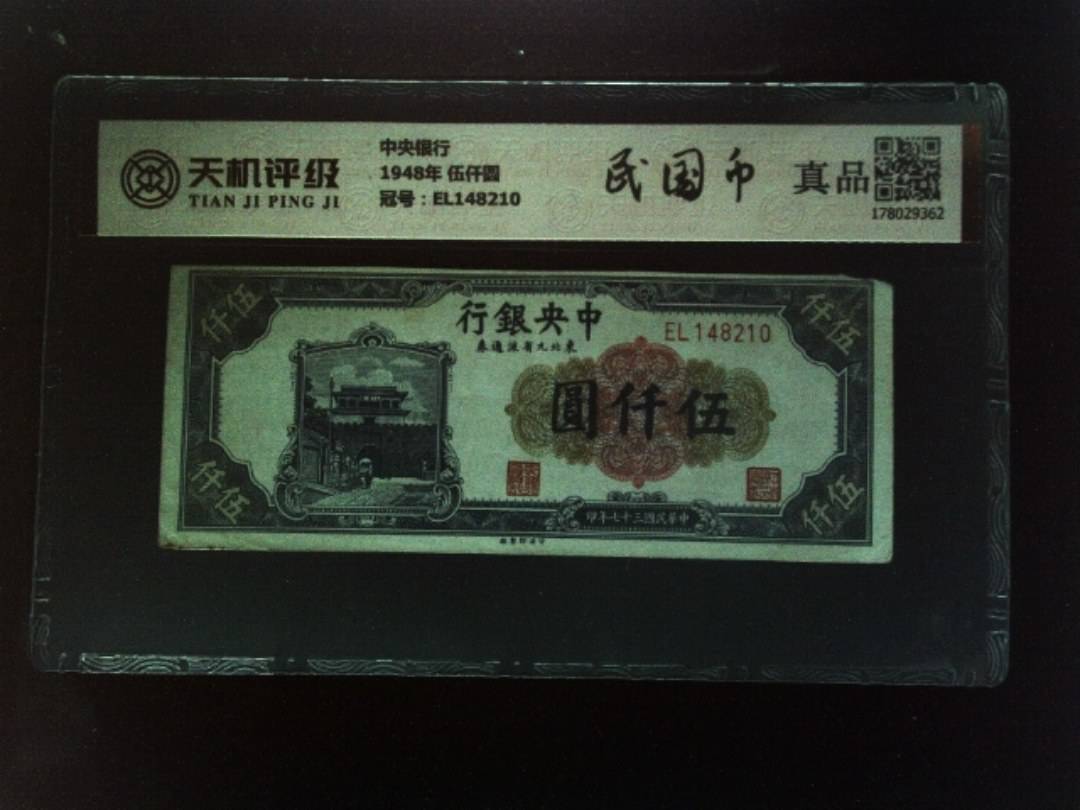 天机评级
TIAN JI PING JI
中央银行
1948年 伍仟圆
冠号：EL148210
民国币
真品
178029362
仟伍
仟伍
行銀央中
券通流省九北東
EL 148210
圓仟伍
仟伍
仟伍
印年七十三國民華中